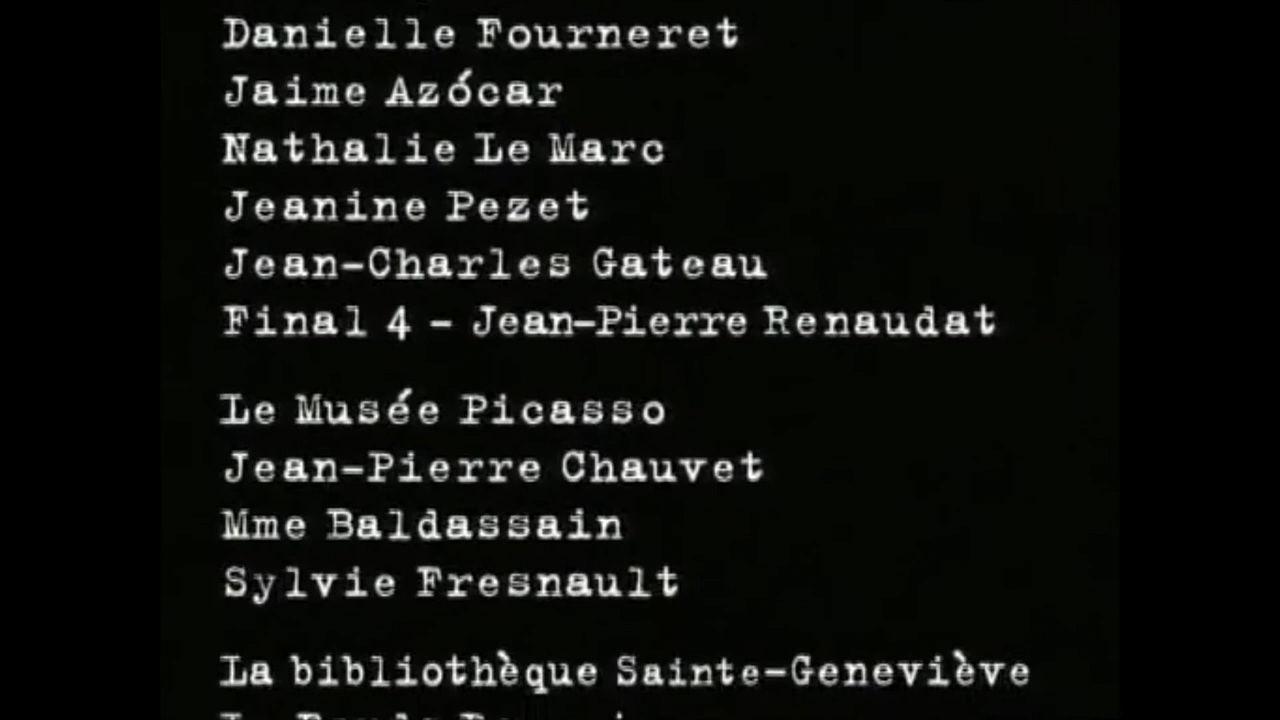 Danielle Fourneret
Jaime Azócar
Nathalie Le Marc
Jeanine Pezet
Jean-Charles Gateau
Final 4 - Jean-Pierre Renaudat
Le Musée Picasso
Jean-Pierre Chauvet
Mme Baldassain
Sylvie Fresnault
La bibliothèque Sainte-Geneviève